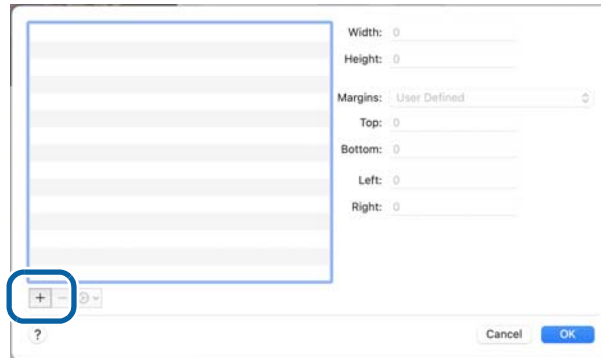 Width: 0
Height: 0
Margins: User Defined
Top: 0
Bottom: 0
Left: 0
Right: 0
+ −
?
Cancel OK